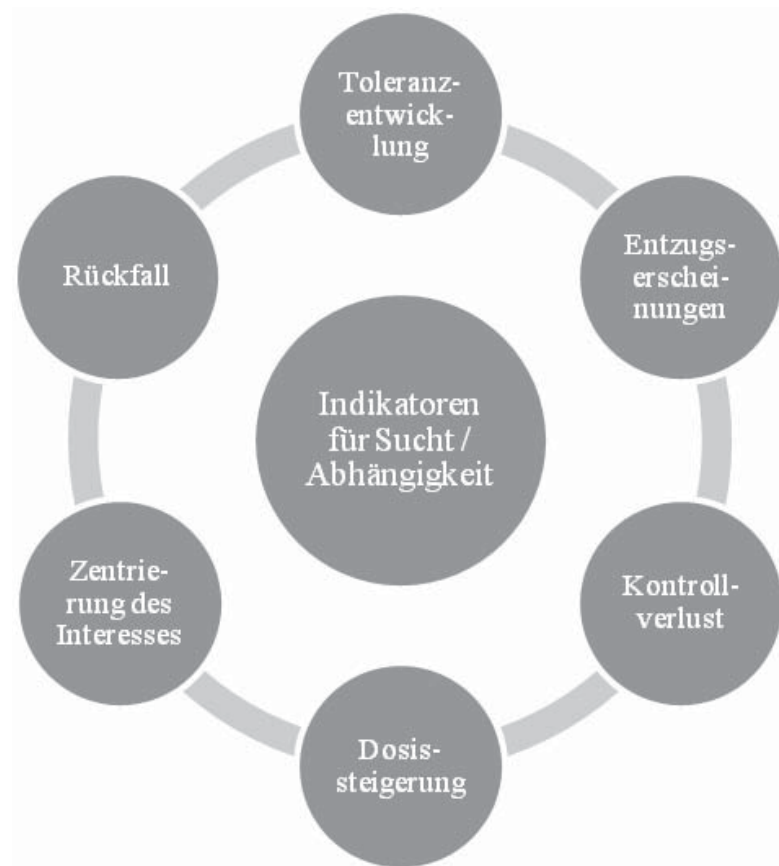 Toleranz-
entwick-
lung
Entzugs-
erschei-
nungen
Kontroll-
verlust
Dosis-
steigerung
Zentrie-
rung des
Interesses
Rückfall
Indikatoren
für Sucht /
Abhängigkeit